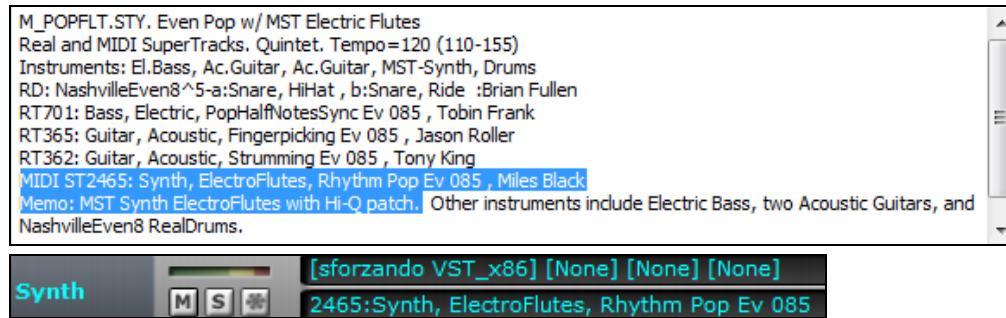 M_POPFLT.STY. Even Pop w/ MST Electric Flutes
Real and MIDI SuperTracks. Quintet. Tempo=120 (110-155)
Instruments: El.Bass, Ac.Guitar, Ac.Guitar, MST-Synth, Drums
RD: NashvilleEven8^5-a:Snare, HiHat , b:Snare, Ride  :Brian Fullen
RT701: Bass, Electric, PopHalfNotesSync Ev 085 , Tobin Frank
RT365: Guitar, Acoustic, Fingerpicking Ev 085 , Jason Roller
RT362: Guitar, Acoustic, Strumming Ev 085 , Tony King
MIDI ST2465: Synth, ElectroFlutes, Rhythm Pop Ev 085 , Miles Black
Memo: MST Synth ElectroFlutes with Hi-Q patch.  Other instruments include Electric Bass, two Acoustic Guitars, and
NashvilleEven8 RealDrums.
[sforzando VST_x86] [None] [None] [None]
Synth
M S
2465:Synth, ElectroFlutes, Rhythm Pop Ev 085